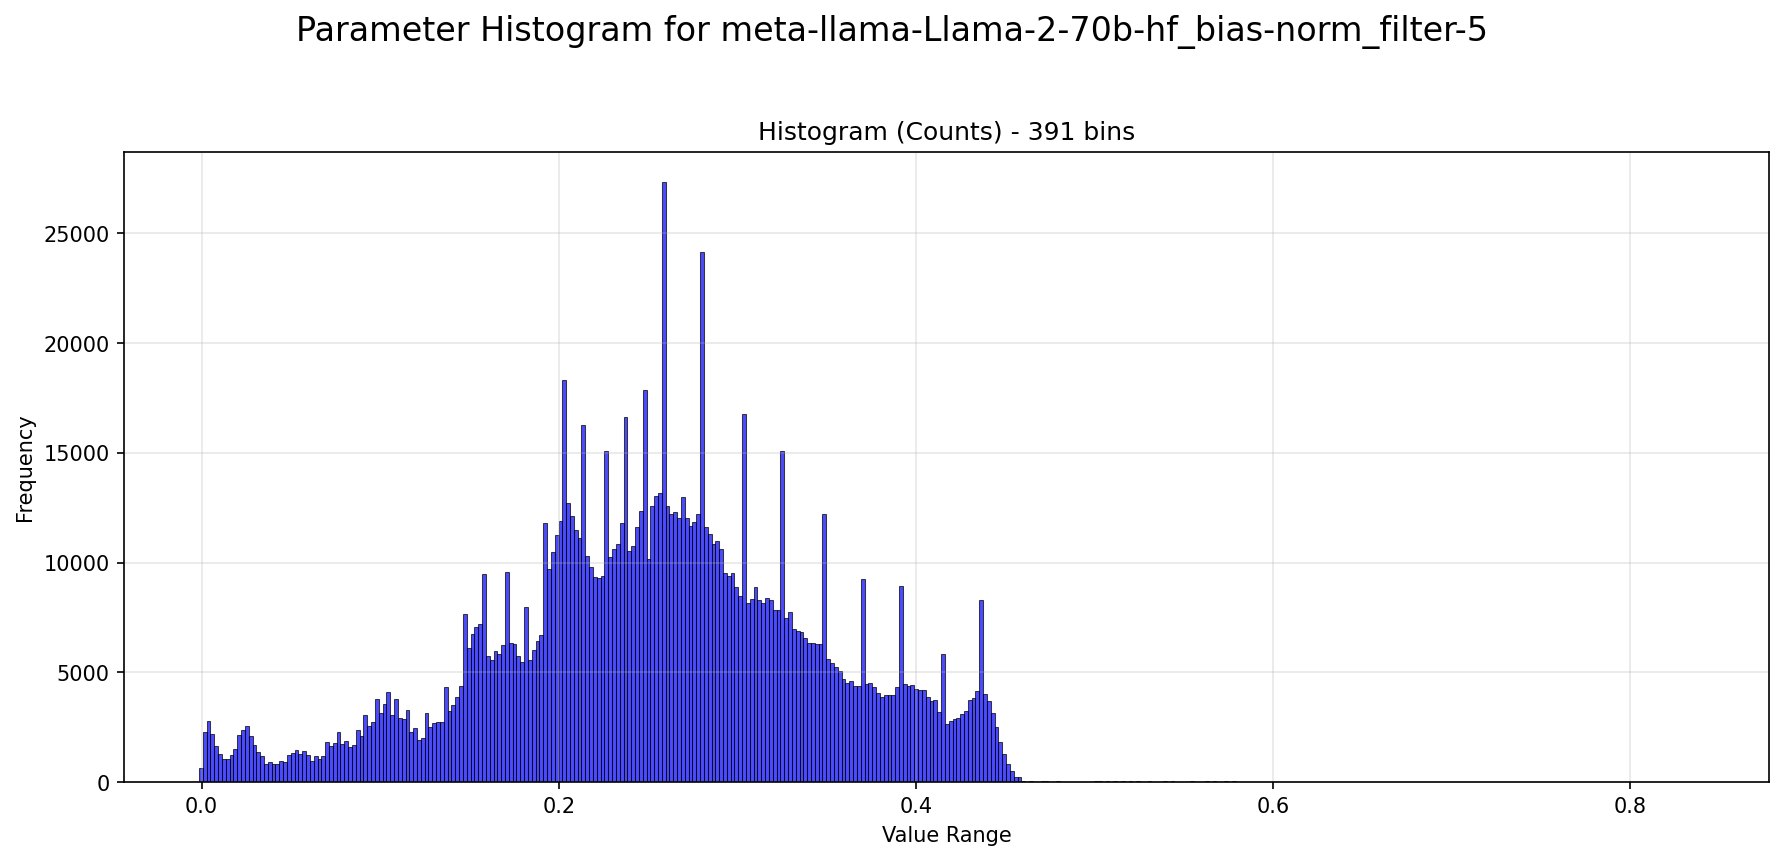 Parameter Histogram for meta-llama-Llama-2-70b-hf_bias-norm_filter-5
Histogram (Counts) - 391 bins
Frequency
25000
20000
15000
10000
5000
0
0.0 0.2 0.4 0.6 0.8
Value Range